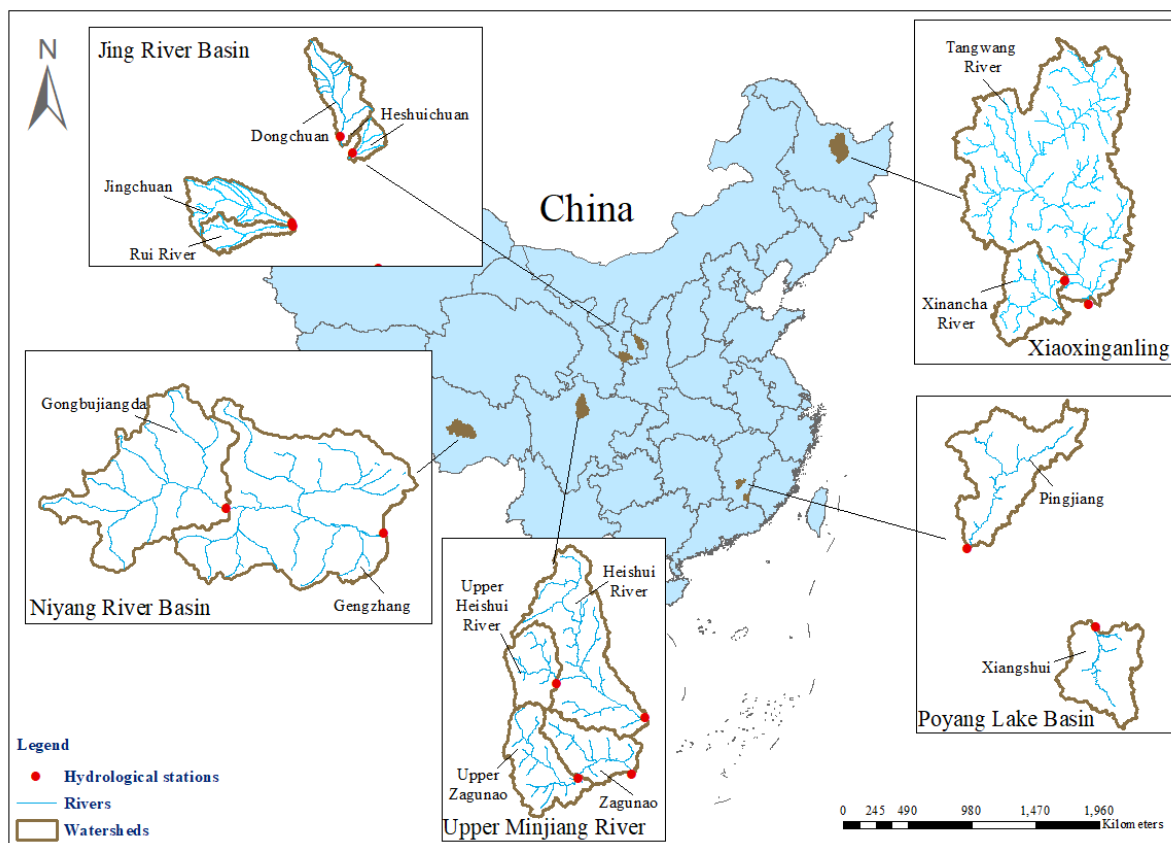 N
Jing River Basin
Dongchuan
Heshuichuan
Jingchuan
Rui River
China
Tangwang
River
Xinancha
River
Xiaoxinganling
Gongbujiangda
Gengzhang
Niyang River Basin
Upper
Heishui
River
Heishui
River
Upper
Zagunao
Zagunao
Upper Minjiang River
Pingjiang
Xiangshui
Poyang Lake Basin
Legend
Hydrological stations
Rivers
Watersheds
0 245 490 980 1,470 1,960
Kilometers